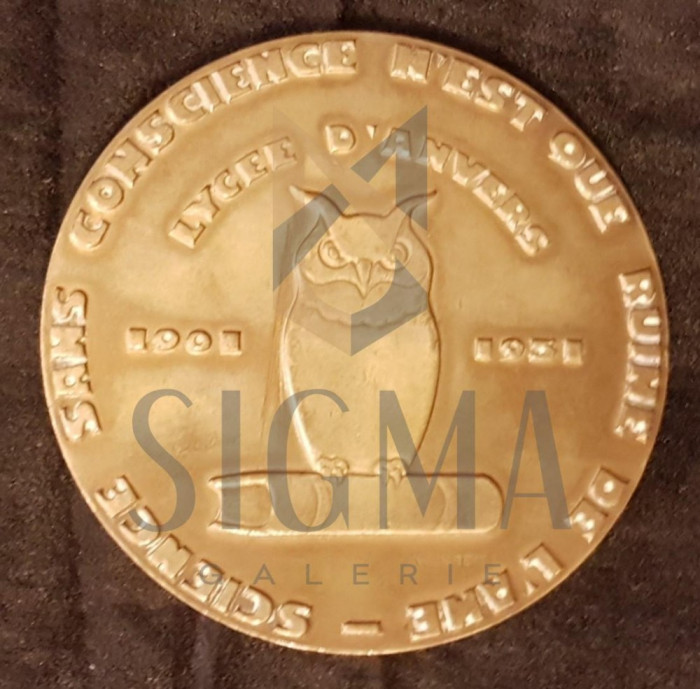 SCIENCE SANS CONSCIENCE N'EST QUE RUINE DE L'AME -
LYCEE D'ANVERS
1901 1931
SIGMA
GALERIE